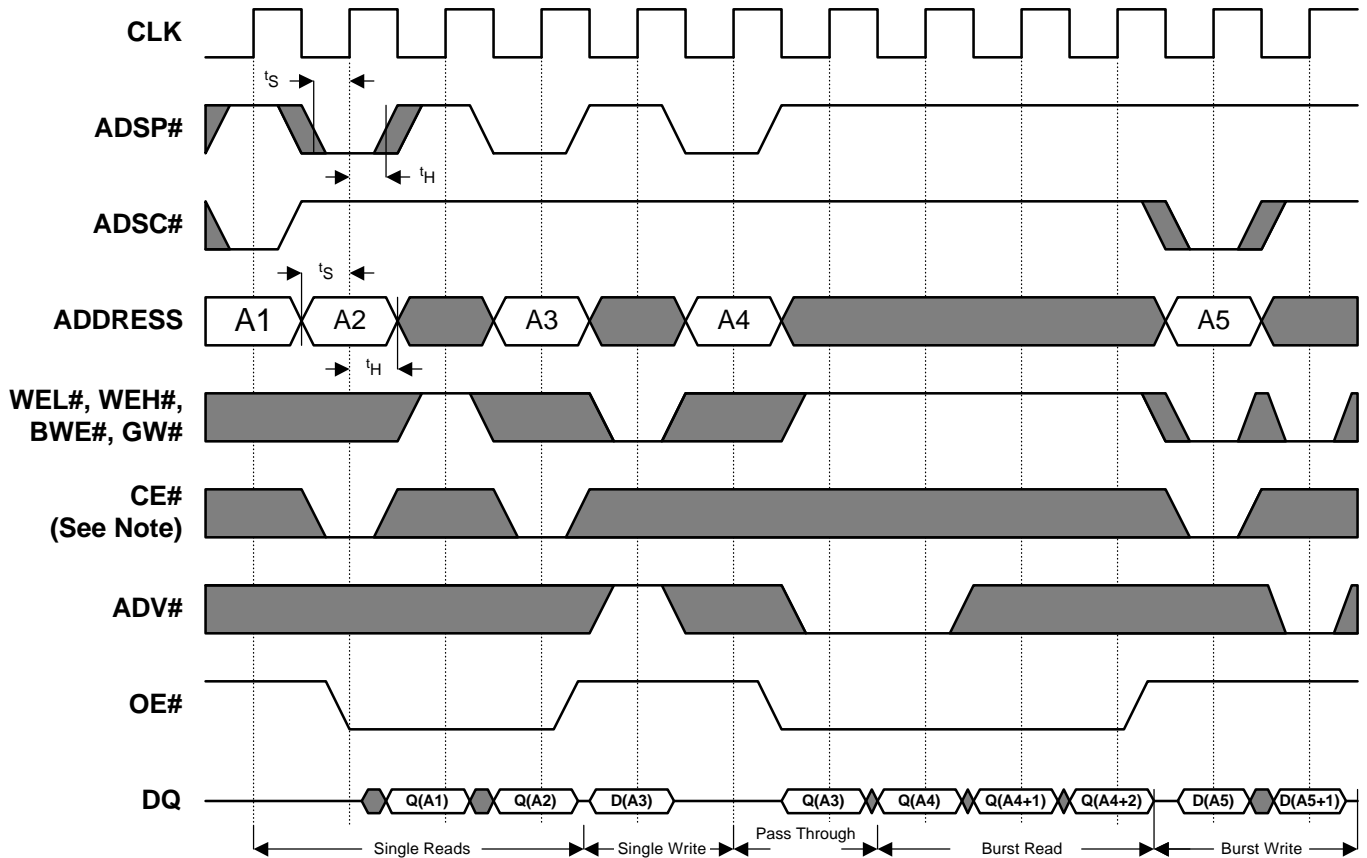 CLK
tS
ADSP#
tH
ADSC#
tS
ADDRESS
A1
A2
A3
A4
A5
tH
WEL#, WEH#,
BWE#, GW#
CE#
(See Note)
ADV#
OE#
DQ
Q(A1)
Q(A2)
D(A3)
Q(A3)
Q(A4)
Q(A4+1)
Q(A4+2)
D(A5)
D(A5+1)
Single Reads
Single Write
Pass Through
Burst Read
Burst Write